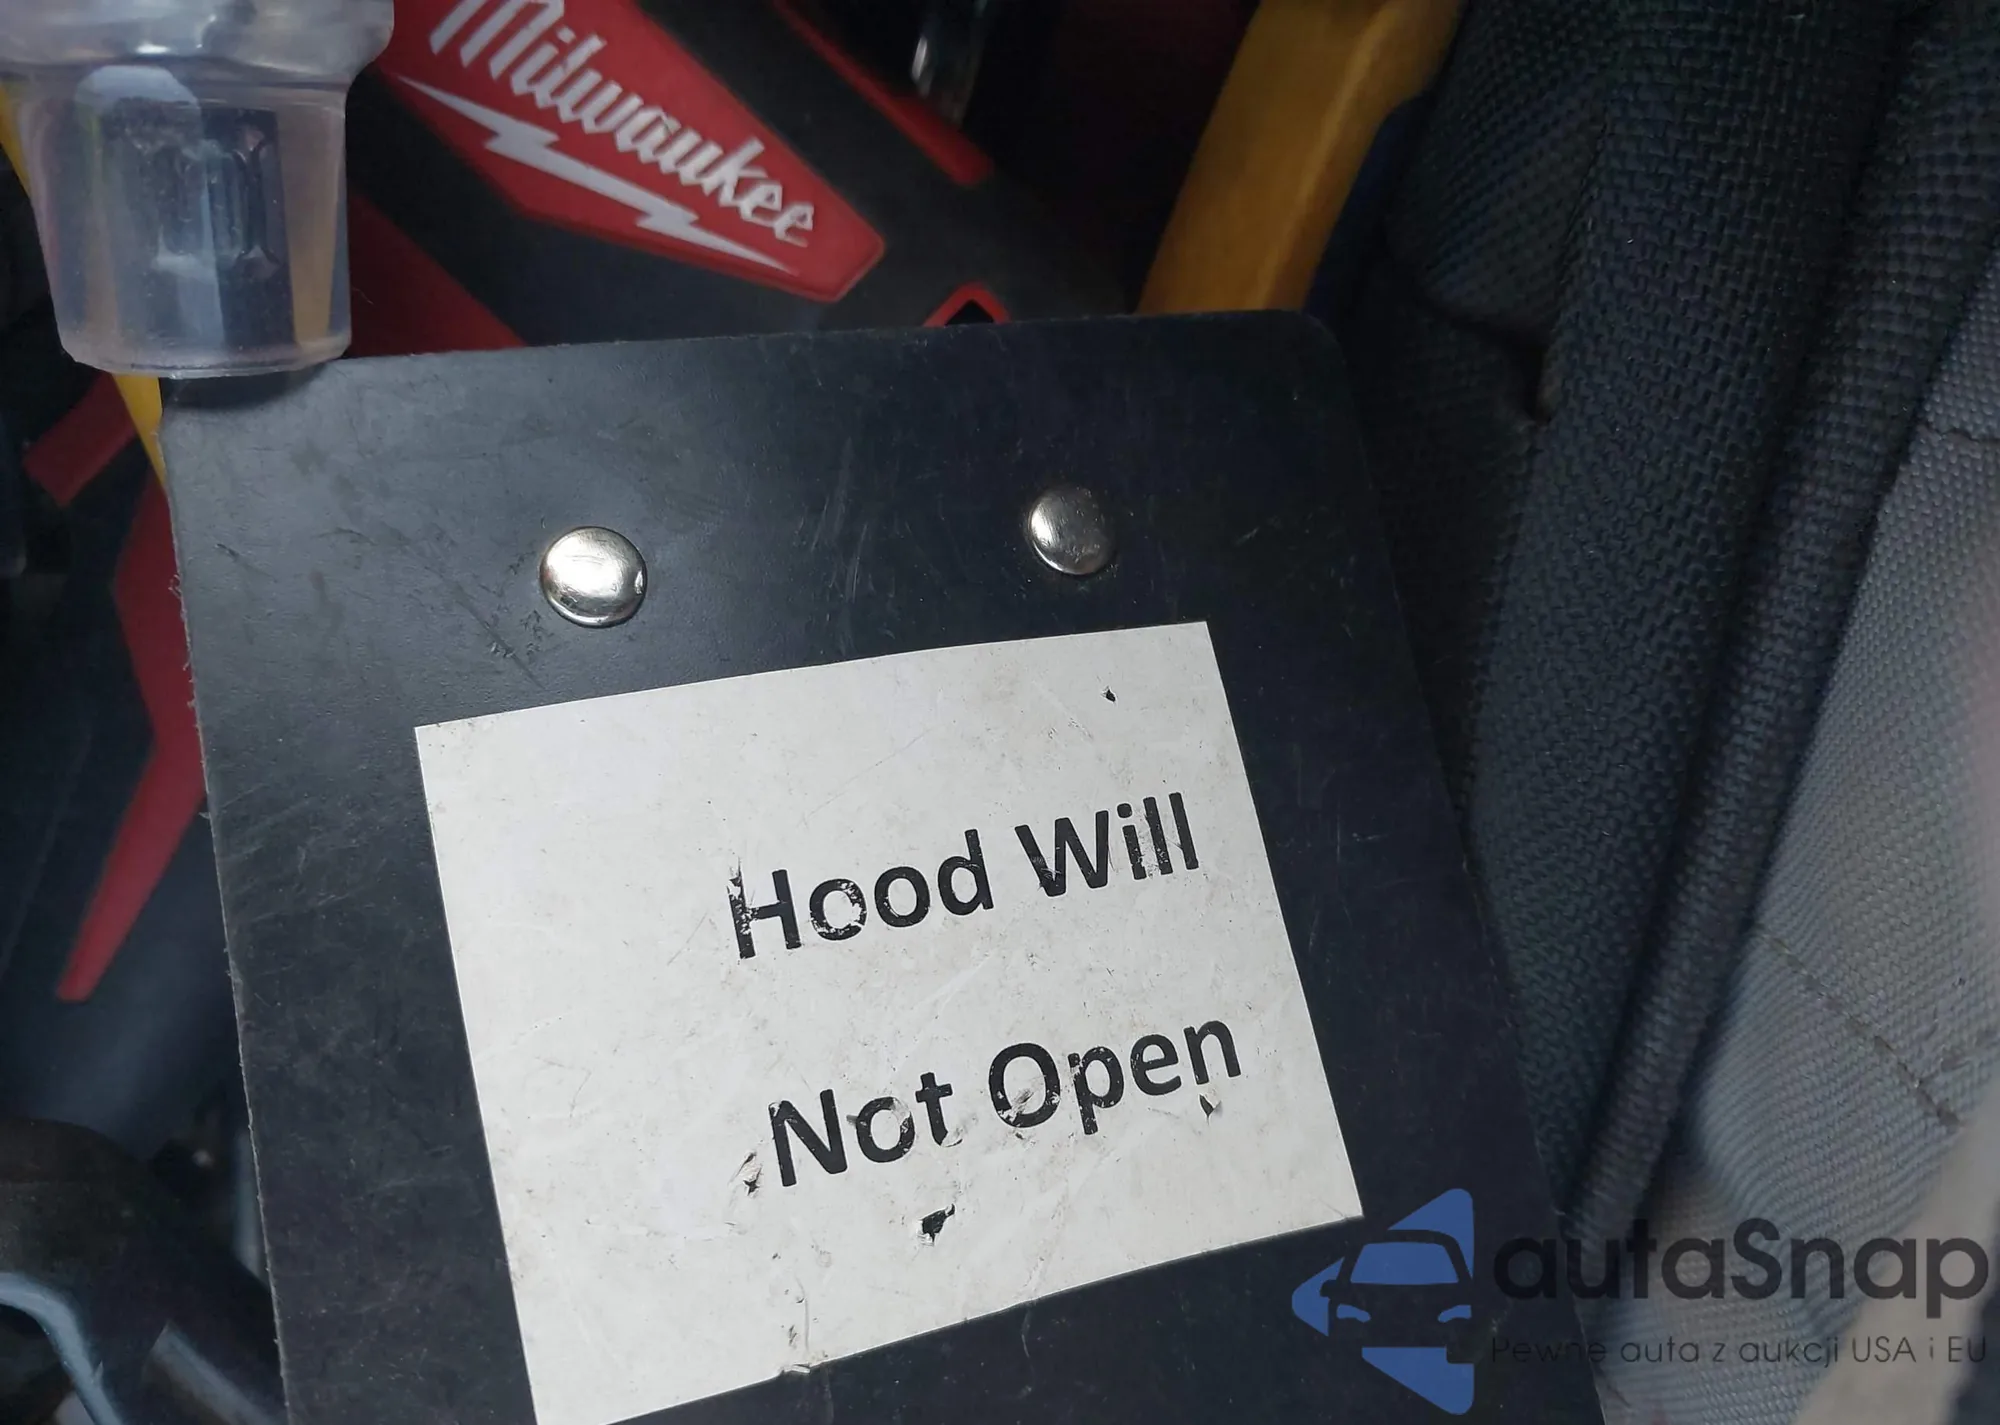 Milwaukee
Hood Will
Not Open
autaSnap
Pewne auta z aukcji USA i EU